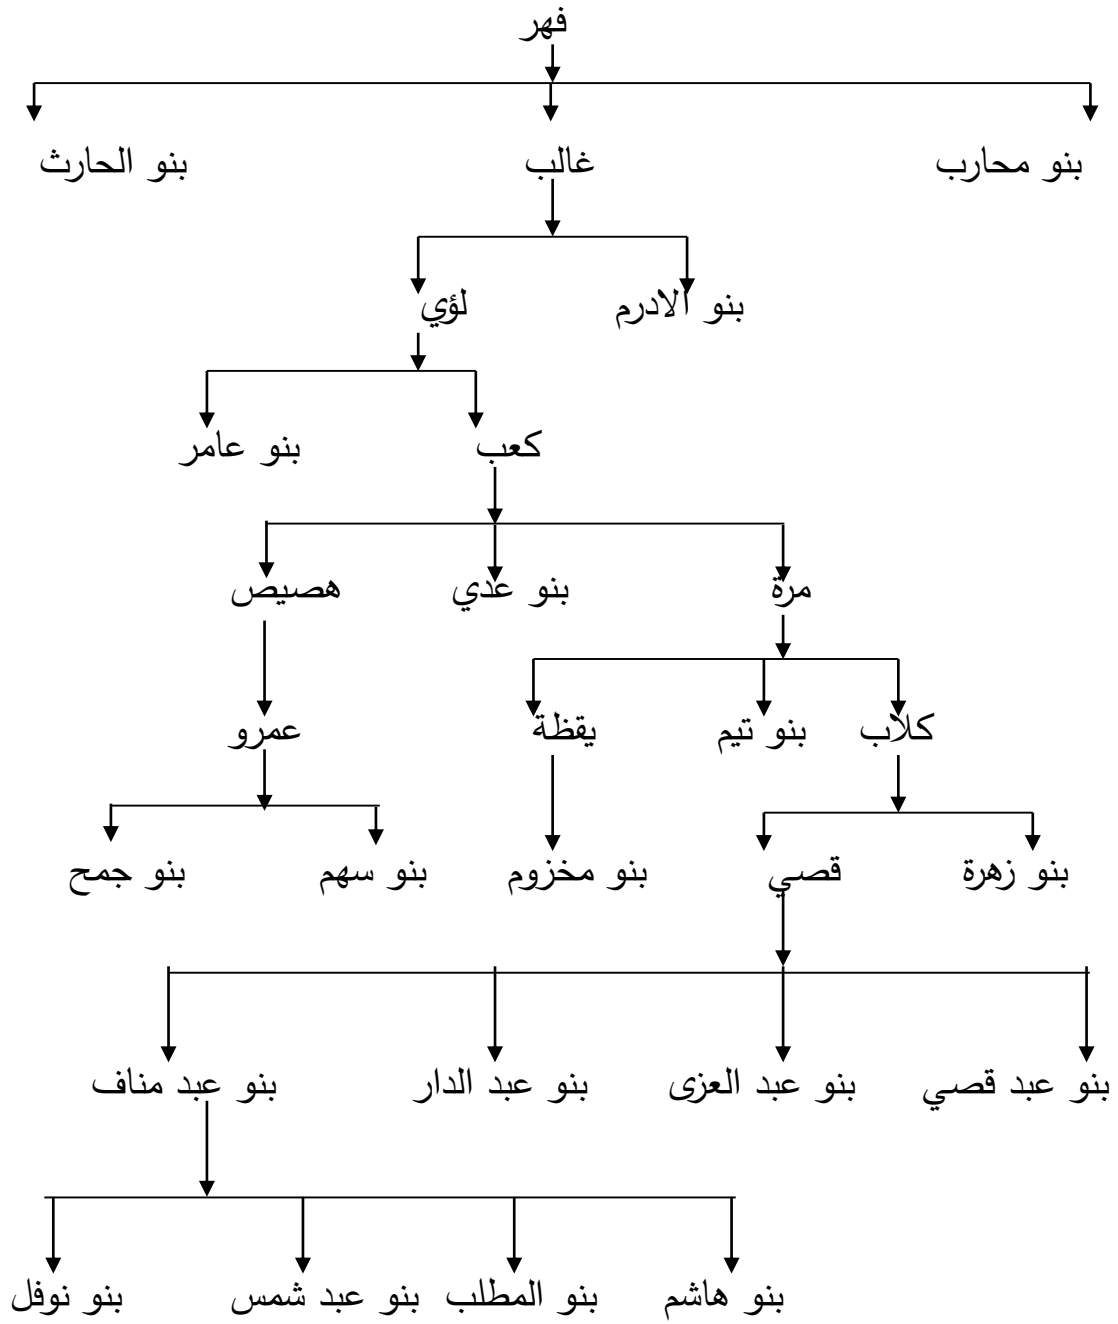 فهر
بنو محارب غالب بنو الحارث
بنو الادرم لؤي
كعب بنو عامر
مرة بنو عدي هصيص
كلاب بنو تيم يقظة عمرو
بنو زهرة قصي بنو مخزوم بنو سهم بنو جمح
بنو عبد قصي بنو عبد العزى بنو عبد الدار بنو عبد مناف
بنو هاشم بنو المطلب بنو عبد شمس بنو نوفل